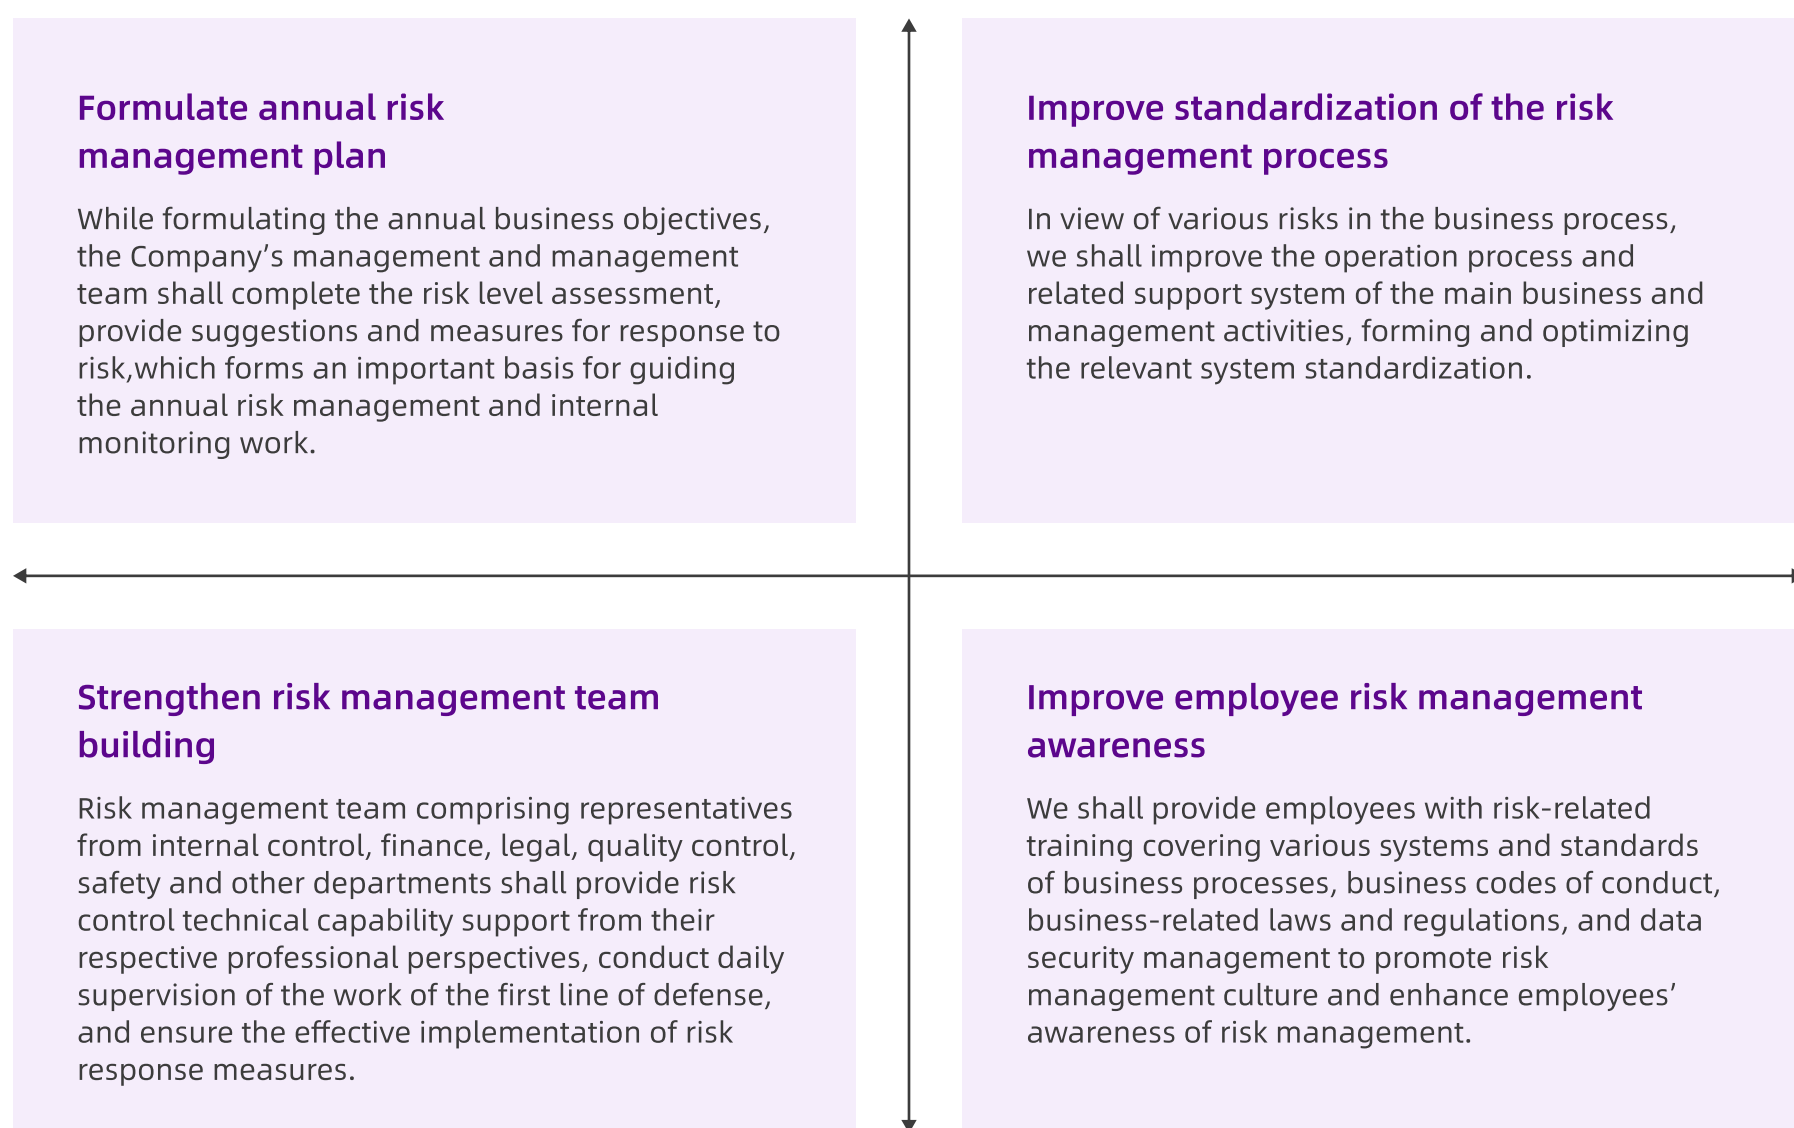 Formulate annual risk
management plan
While formulating the annual business objectives,
the Company’s management and management
team shall complete the risk level assessment,
provide suggestions and measures for response to
risk,which forms an important basis for guiding
the annual risk management and internal
monitoring work.
Improve standardization of the risk
management process
In view of various risks in the business process,
we shall improve the operation process and
related support system of the main business and
management activities, forming and optimizing
the relevant system standardization.
Strengthen risk management team
building
Risk management team comprising representatives
from internal control, finance, legal, quality control,
safety and other departments shall provide risk
control technical capability support from their
respective professional perspectives, conduct daily
supervision of the work of the first line of defense,
and ensure the effective implementation of risk
response measures.
Improve employee risk management
awareness
We shall provide employees with risk-related
training covering various systems and standards
of business processes, business codes of conduct,
business-related laws and regulations, and data
security management to promote risk
management culture and enhance employees’
awareness of risk management.